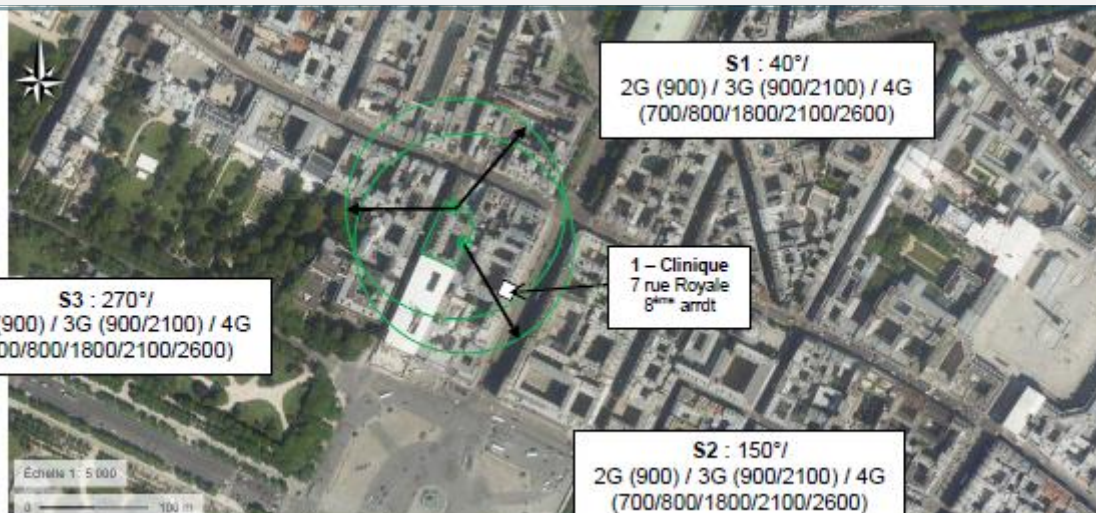 S1 : 40°/
2G (900) / 3G (900/2100) / 4G
(700/800/1800/2100/2600)
1 – Clinique
7 rue Royale
8ème arrdt
S3 : 270°/
(900) / 3G (900/2100) / 4G
00/800/1800/2100/2600)
S2 : 150°/
2G (900) / 3G (900/2100) / 4G
(700/800/1800/2100/2600)
Échelle 1 : 5 000
0 100 m